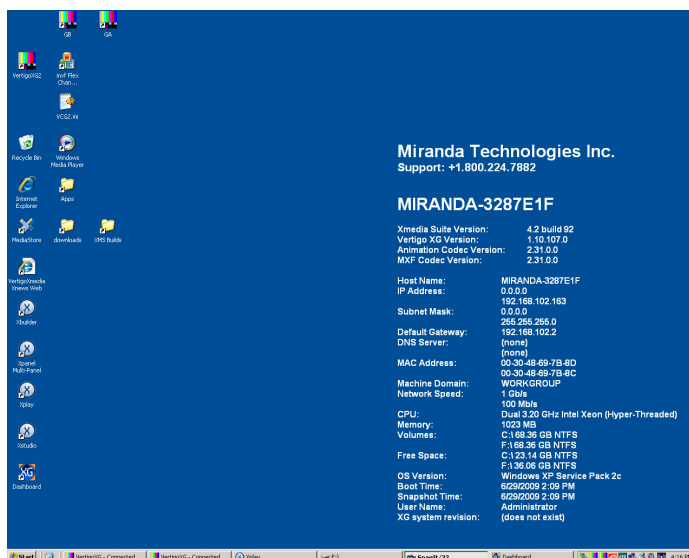 GB
GA
VertigoXG2
mvf Flex
Chan...
VCG2.ini
Recycle Bin
Windows
Media Player
Internet
Explorer
Apps
MediaStore
downloads
XMS Builds
VertigoXmedia
Xnews Web
Xbuilder
Xpanel
Multi-Panel
Xplay
Xstudio
XG
Dashboard
Miranda Technologies Inc.
Support: +1.800.224.7882
MIRANDA-3287E1F
Xmedia Suite Version: 4.2 build 92
Vertigo XG Version: 1.10.107.0
Animation Codec Version: 2.31.0.0
MXF Codec Version: 2.31.0.0
Host Name: MIRANDA-3287E1F
IP Address: 0.0.0.0
192.168.102.163
Subnet Mask: 0.0.0.0
255.255.255.0
Default Gateway: 192.168.102.2
DNS Server: (none)
(none)
MAC Address: 00-30-48-69-7B-8D
00-30-48-69-7B-8C
Machine Domain: WORKGROUP
Network Speed: 1 Gb/s
100 Mb/s
CPU: Dual 3.20 GHz Intel Xeon (Hyper-Threaded)
Memory: 1023 MB
Volumes: C:\ 68.36 GB NTFS
F:\ 68.36 GB NTFS
Free Space: C:\ 23.14 GB NTFS
F:\ 36.06 GB NTFS
OS Version: Windows XP Service Pack 2c
Boot Time: 6/29/2009 2:09 PM
Snapshot Time: 6/29/2009 2:09 PM
User Name: Administrator
XG system revision: (does not exist)
Start
VertigoXG - Connected
VertigoXG - Connected
Xplay
Dashboard